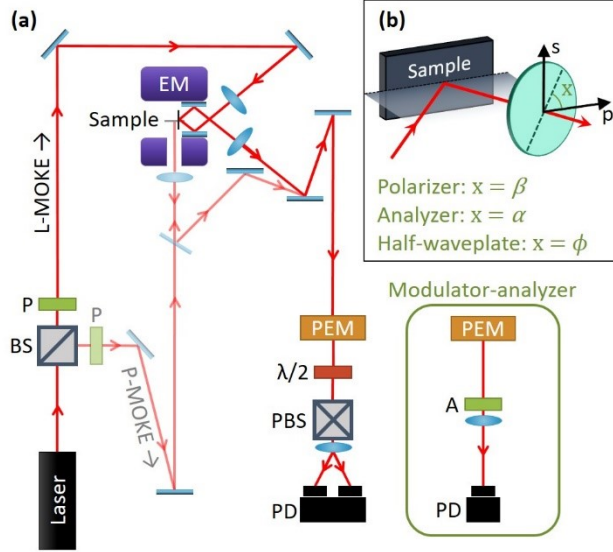 (a)
EM
Sample
L-MOKE →
P
BS
P
P-MOKE →
Laser
PEM
λ/2
PBS
PD
(b)
Sample
s
x
p
Polarizer: x = β
Analyzer: x = α
Half-waveplate: x = ϕ
Modulator-analyzer
PEM
A
PD